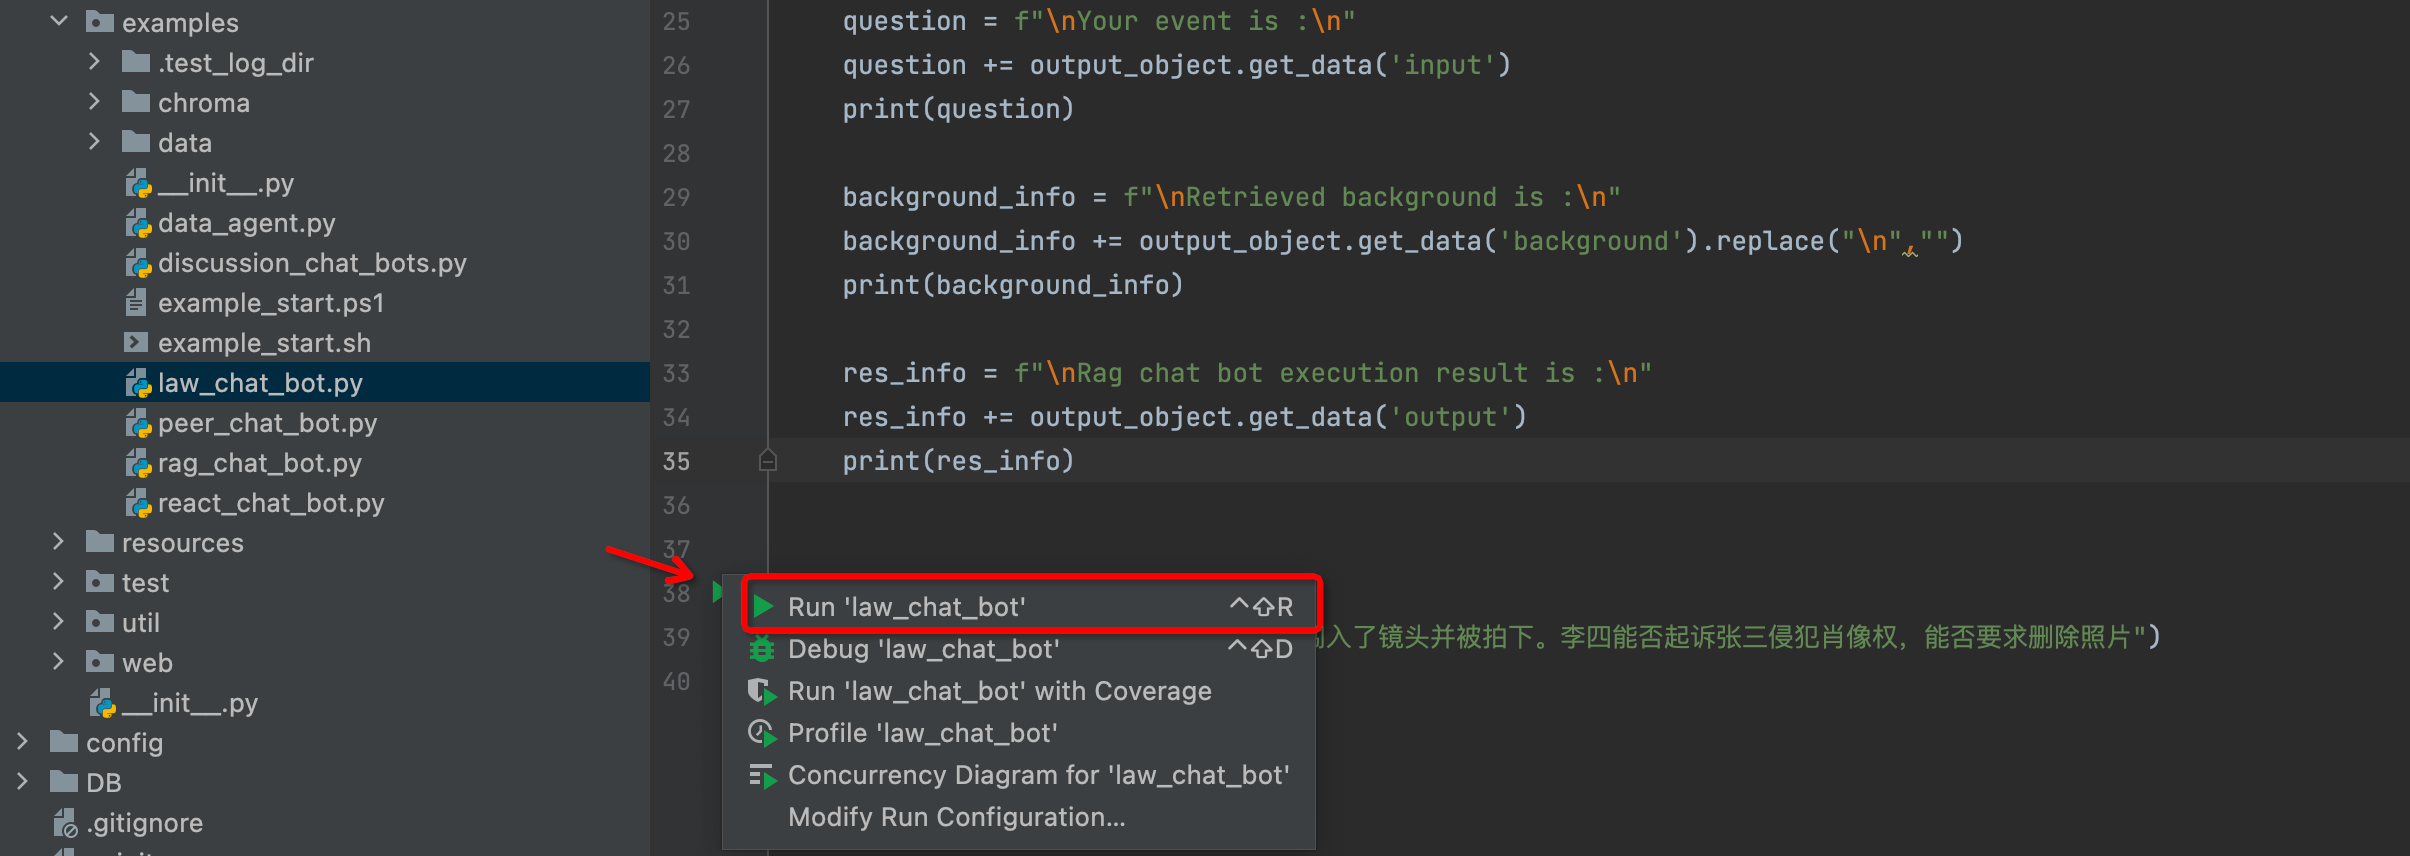 examples
.test_log_dir
chroma
data
__init__.py
data_agent.py
discussion_chat_bots.py
example_start.ps1
example_start.sh
law_chat_bot.py
peer_chat_bot.py
rag_chat_bot.py
react_chat_bot.py
resources
test
util
web
__init__.py
config
DB
.gitignore
25 question = f"\nYour event is :\n"
26 question += output_object.get_data('input')
27 print(question)
28
29 background_info = f"\nRetrieved background is :\n"
30 background_info += output_object.get_data('background').replace("\n","")
31 print(background_info)
32
33 res_info = f"\nRag chat bot execution result is :\n"
34 res_info += output_object.get_data('output')
35 print(res_info)
36
37
38
39 入了镜头并被拍下。李四能否起诉张三侵犯肖像权，能否要求删除照片")
40
Run 'law_chat_bot' ^⇧R
Debug 'law_chat_bot' ^⇧D
Run 'law_chat_bot' with Coverage
Profile 'law_chat_bot'
Concurrency Diagram for 'law_chat_bot'
Modify Run Configuration...